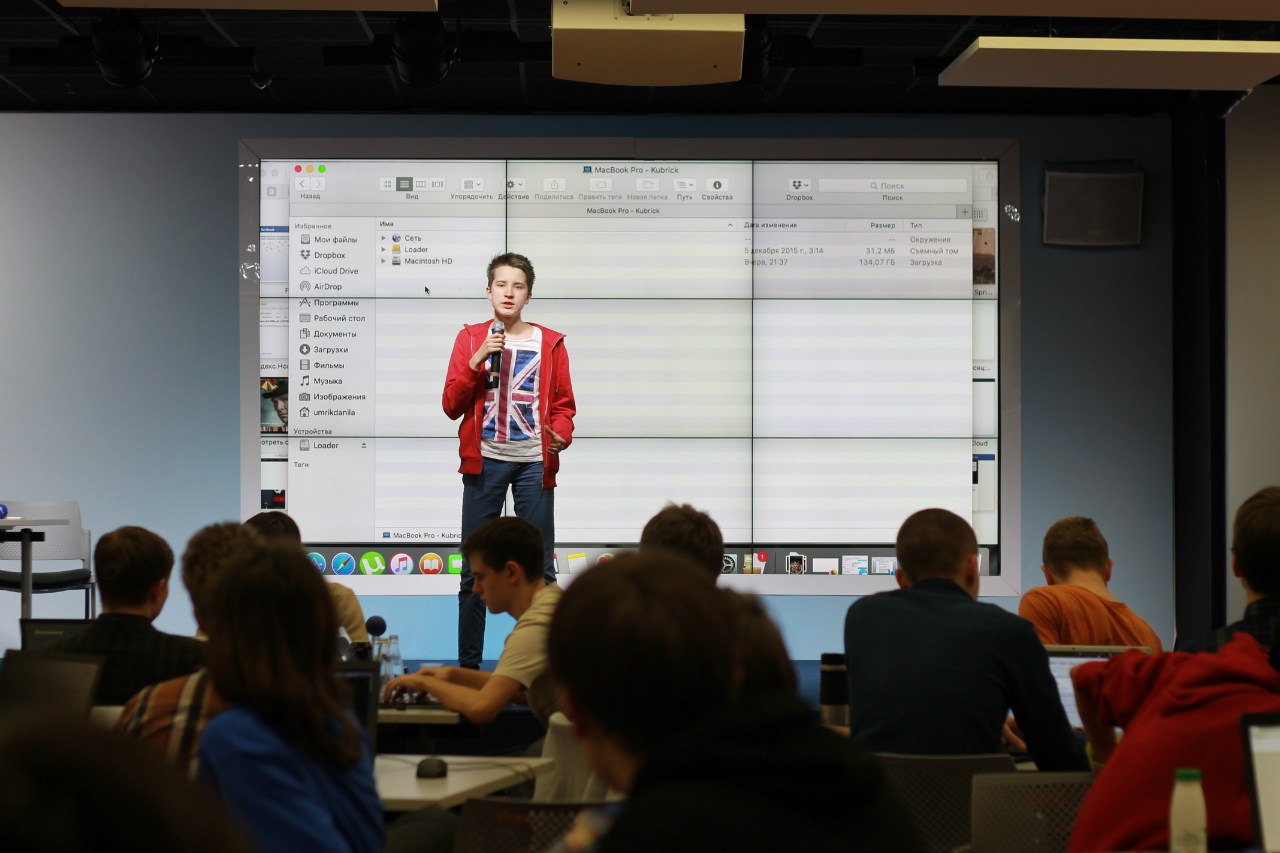 MacBook Pro - Kubrick
Поиск
Назад
Вид
Упорядочить
Действие
Поделиться
Править теги
Новая папка
Путь
Свойства
Dropbox
Поиск
MacBook Pro - Kubrick
Избранное
Мои файлы
Dropbox
iCloud Drive
AirDrop
Программы
Рабочий стол
Документы
Загрузки
Фильмы
Музыка
Изображения
umrikdanila
Устройства
Loader
Теги
Имя Дата изменения Размер Тип
Сеть -- Окружение
Loader 5 декабря 2015 г., 3:14 31,2 МБ Съемный том
Macintosh HD Вчера, 21:37 134,07 ГБ Загрузка
MacBook Pro - Kubric
1